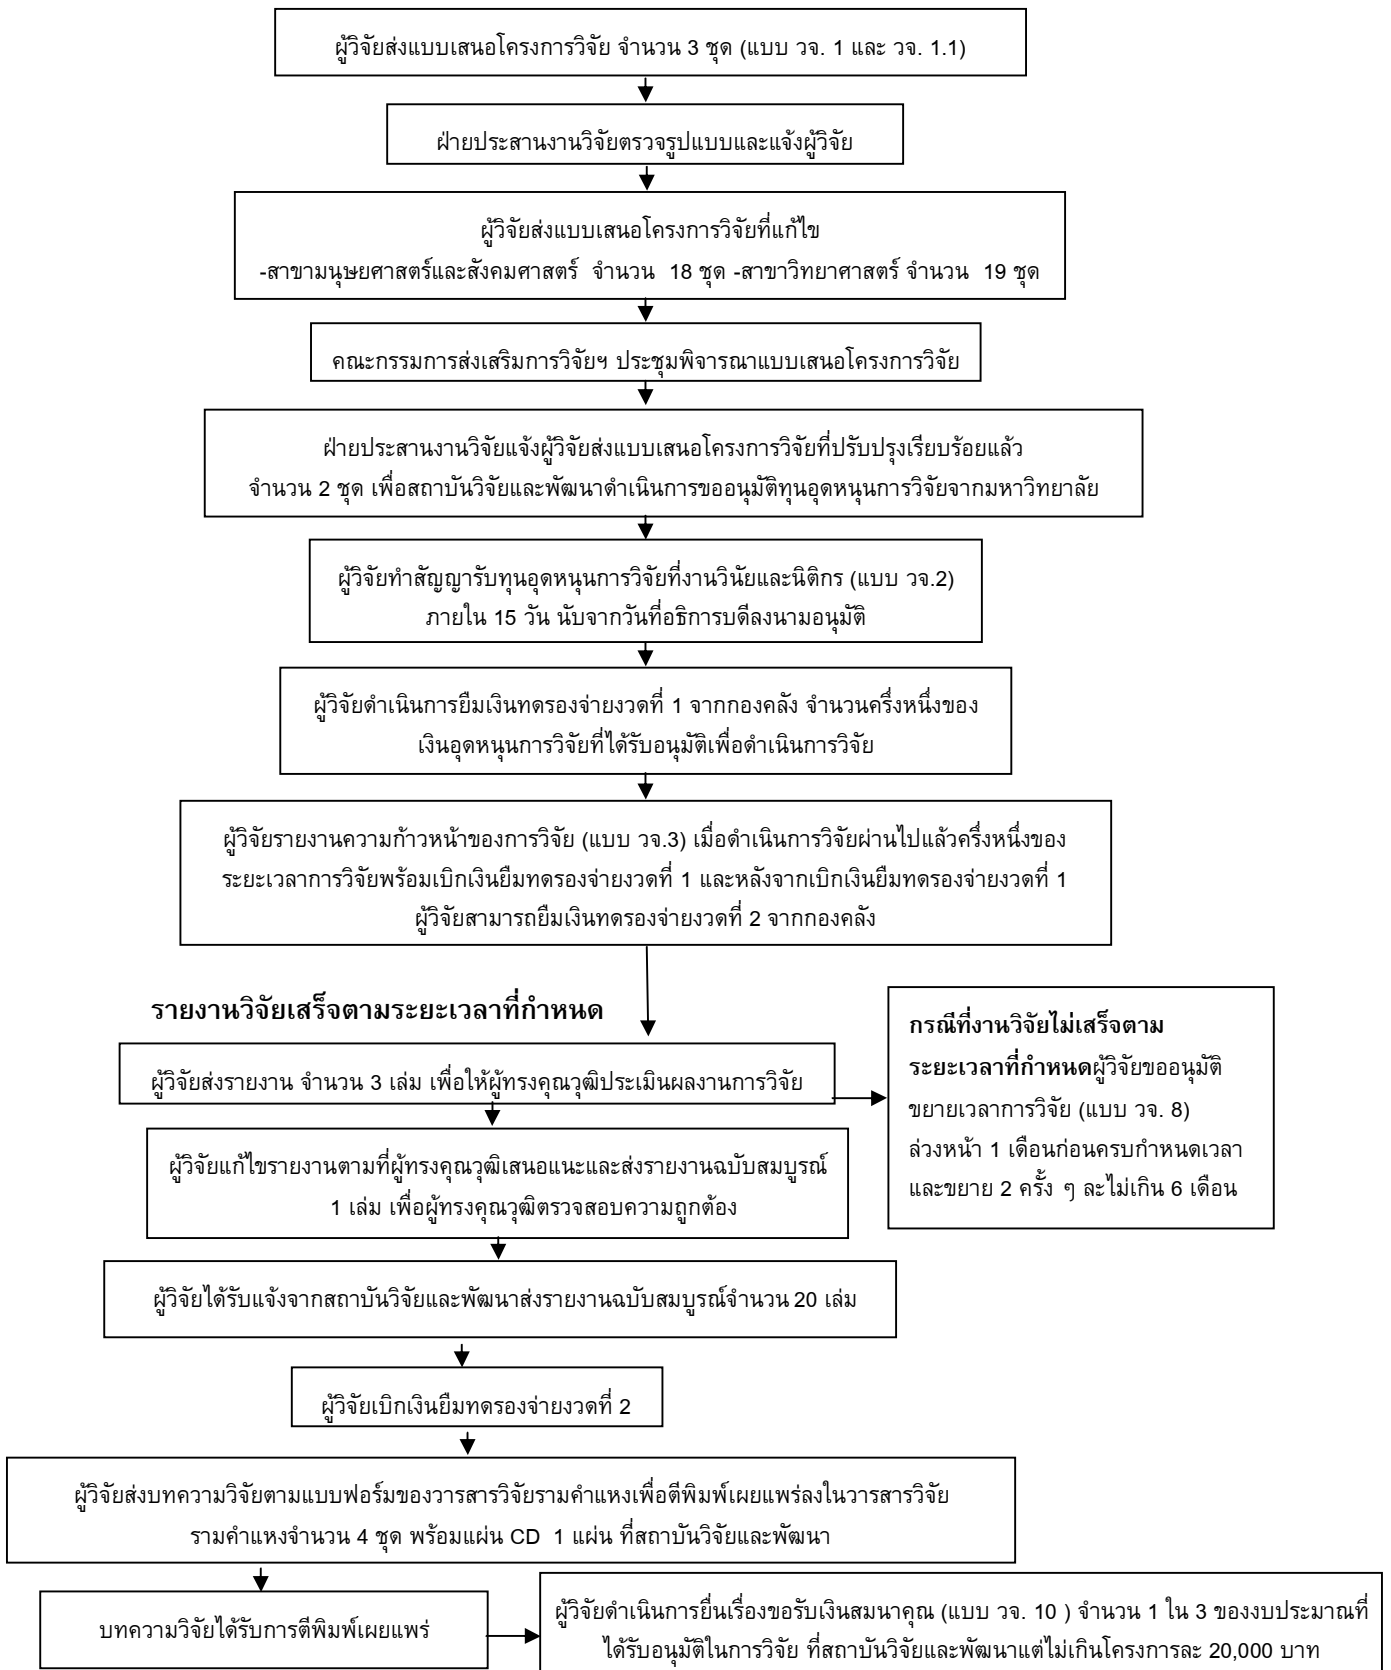 ผู้วิจัยส่งแบบเสนอโครงการวิจัย จำนวน 3 ชุด (แบบ วจ. 1 และ วจ. 1.1)
ฝ่ายประสานงานวิจัยตรวจรูปแบบและแจ้งผู้วิจัย
ผู้วิจัยส่งแบบเสนอโครงการวิจัยที่แก้ไข
-สาขามนุษยศาสตร์และสังคมศาสตร์ จำนวน 18 ชุด -สาขาวิทยาศาสตร์ จำนวน 19 ชุด
คณะกรรมการส่งเสริมการวิจัยฯ ประชุมพิจารณาแบบเสนอโครงการวิจัย
ฝ่ายประสานงานวิจัยแจ้งผู้วิจัยส่งแบบเสนอโครงการวิจัยที่ปรับปรุงเรียบร้อยแล้ว
จำนวน 2 ชุด เพื่อสถาบันวิจัยและพัฒนาดำเนินการขออนุมัติทุนอุดหนุนการวิจัยจากมหาวิทยาลัย
ผู้วิจัยทำสัญญารับทุนอุดหนุนการวิจัยที่งานวินัยและนิติกร (แบบ วจ.2)
ภายใน 15 วัน นับจากวันที่อธิการบดีลงนามอนุมัติ
ผู้วิจัยดำเนินการยืมเงินทดรองจ่ายงวดที่ 1 จากกองคลัง จำนวนครึ่งหนึ่งของ
เงินอุดหนุนการวิจัยที่ได้รับอนุมัติเพื่อดำเนินการวิจัย
ผู้วิจัยรายงานความก้าวหน้าของการวิจัย (แบบ วจ.3) เมื่อดำเนินการวิจัยผ่านไปแล้วครึ่งหนึ่งของ
ระยะเวลาการวิจัยพร้อมเบิกเงินยืมทดรองจ่ายงวดที่ 1 และหลังจากเบิกเงินยืมทดรองจ่ายงวดที่ 1
ผู้วิจัยสามารถยืมเงินทดรองจ่ายงวดที่ 2 จากกองคลัง
รายงานวิจัยเสร็จตามระยะเวลาที่กำหนด
ผู้วิจัยส่งรายงาน จำนวน 3 เล่ม เพื่อให้ผู้ทรงคุณวุฒิประเมินผลงานการวิจัย
กรณีที่งานวิจัยไม่เสร็จตาม
ระยะเวลาที่กำหนดผู้วิจัยขออนุมัติ
ขยายเวลาการวิจัย (แบบ วจ. 8)
ล่วงหน้า 1 เดือนก่อนครบกำหนดเวลา
และขยาย 2 ครั้ง ๆ ละไม่เกิน 6 เดือน
ผู้วิจัยแก้ไขรายงานตามที่ผู้ทรงคุณวุฒิเสนอแนะและส่งรายงานฉบับสมบูรณ์
1 เล่ม เพื่อผู้ทรงคุณวุฒิตรวจสอบความถูกต้อง
ผู้วิจัยได้รับแจ้งจากสถาบันวิจัยและพัฒนาส่งรายงานฉบับสมบูรณ์จำนวน 20 เล่ม
ผู้วิจัยเบิกเงินยืมทดรองจ่ายงวดที่ 2
ผู้วิจัยส่งบทความวิจัยตามแบบฟอร์มของวารสารวิจัยรามคำแหงเพื่อตีพิมพ์เผยแพร่ลงในวารสารวิจัย
รามคำแหงจำนวน 4 ชุด พร้อมแผ่น CD 1 แผ่น ที่สถาบันวิจัยและพัฒนา
บทความวิจัยได้รับการตีพิมพ์เผยแพร่
ผู้วิจัยดำเนินการยื่นเรื่องขอรับเงินสมนาคุณ (แบบ วจ. 10 ) จำนวน 1 ใน 3 ของงบประมาณที่
ได้รับอนุมัติในการวิจัย ที่สถาบันวิจัยและพัฒนาแต่ไม่เกินโครงการละ 20,000 บาท